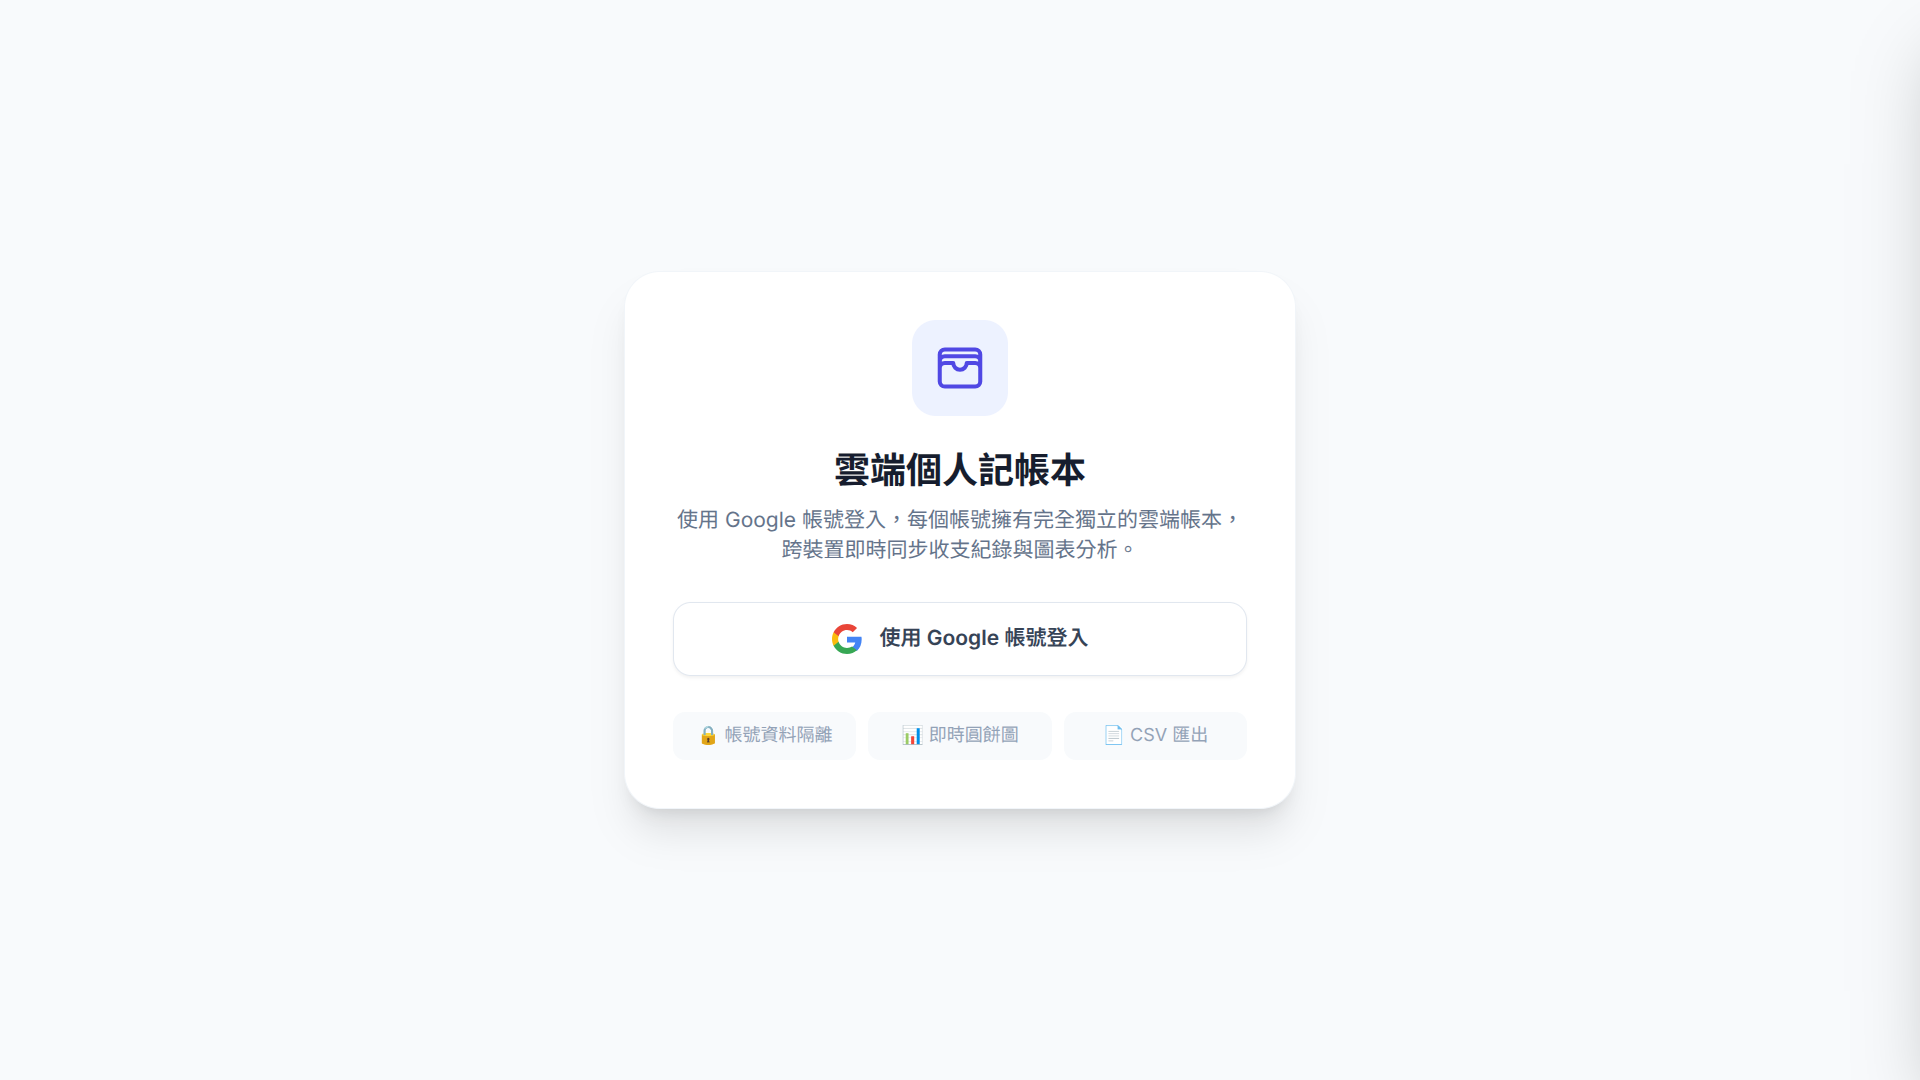 雲端個人記帳本
使用 Google 帳號登入，每個帳號擁有完全獨立的雲端帳本，
跨裝置即時同步收支紀錄與圖表分析。
使用 Google 帳號登入
🔒 帳號資料隔離
📊 即時圓餅圖
📄 CSV 匯出